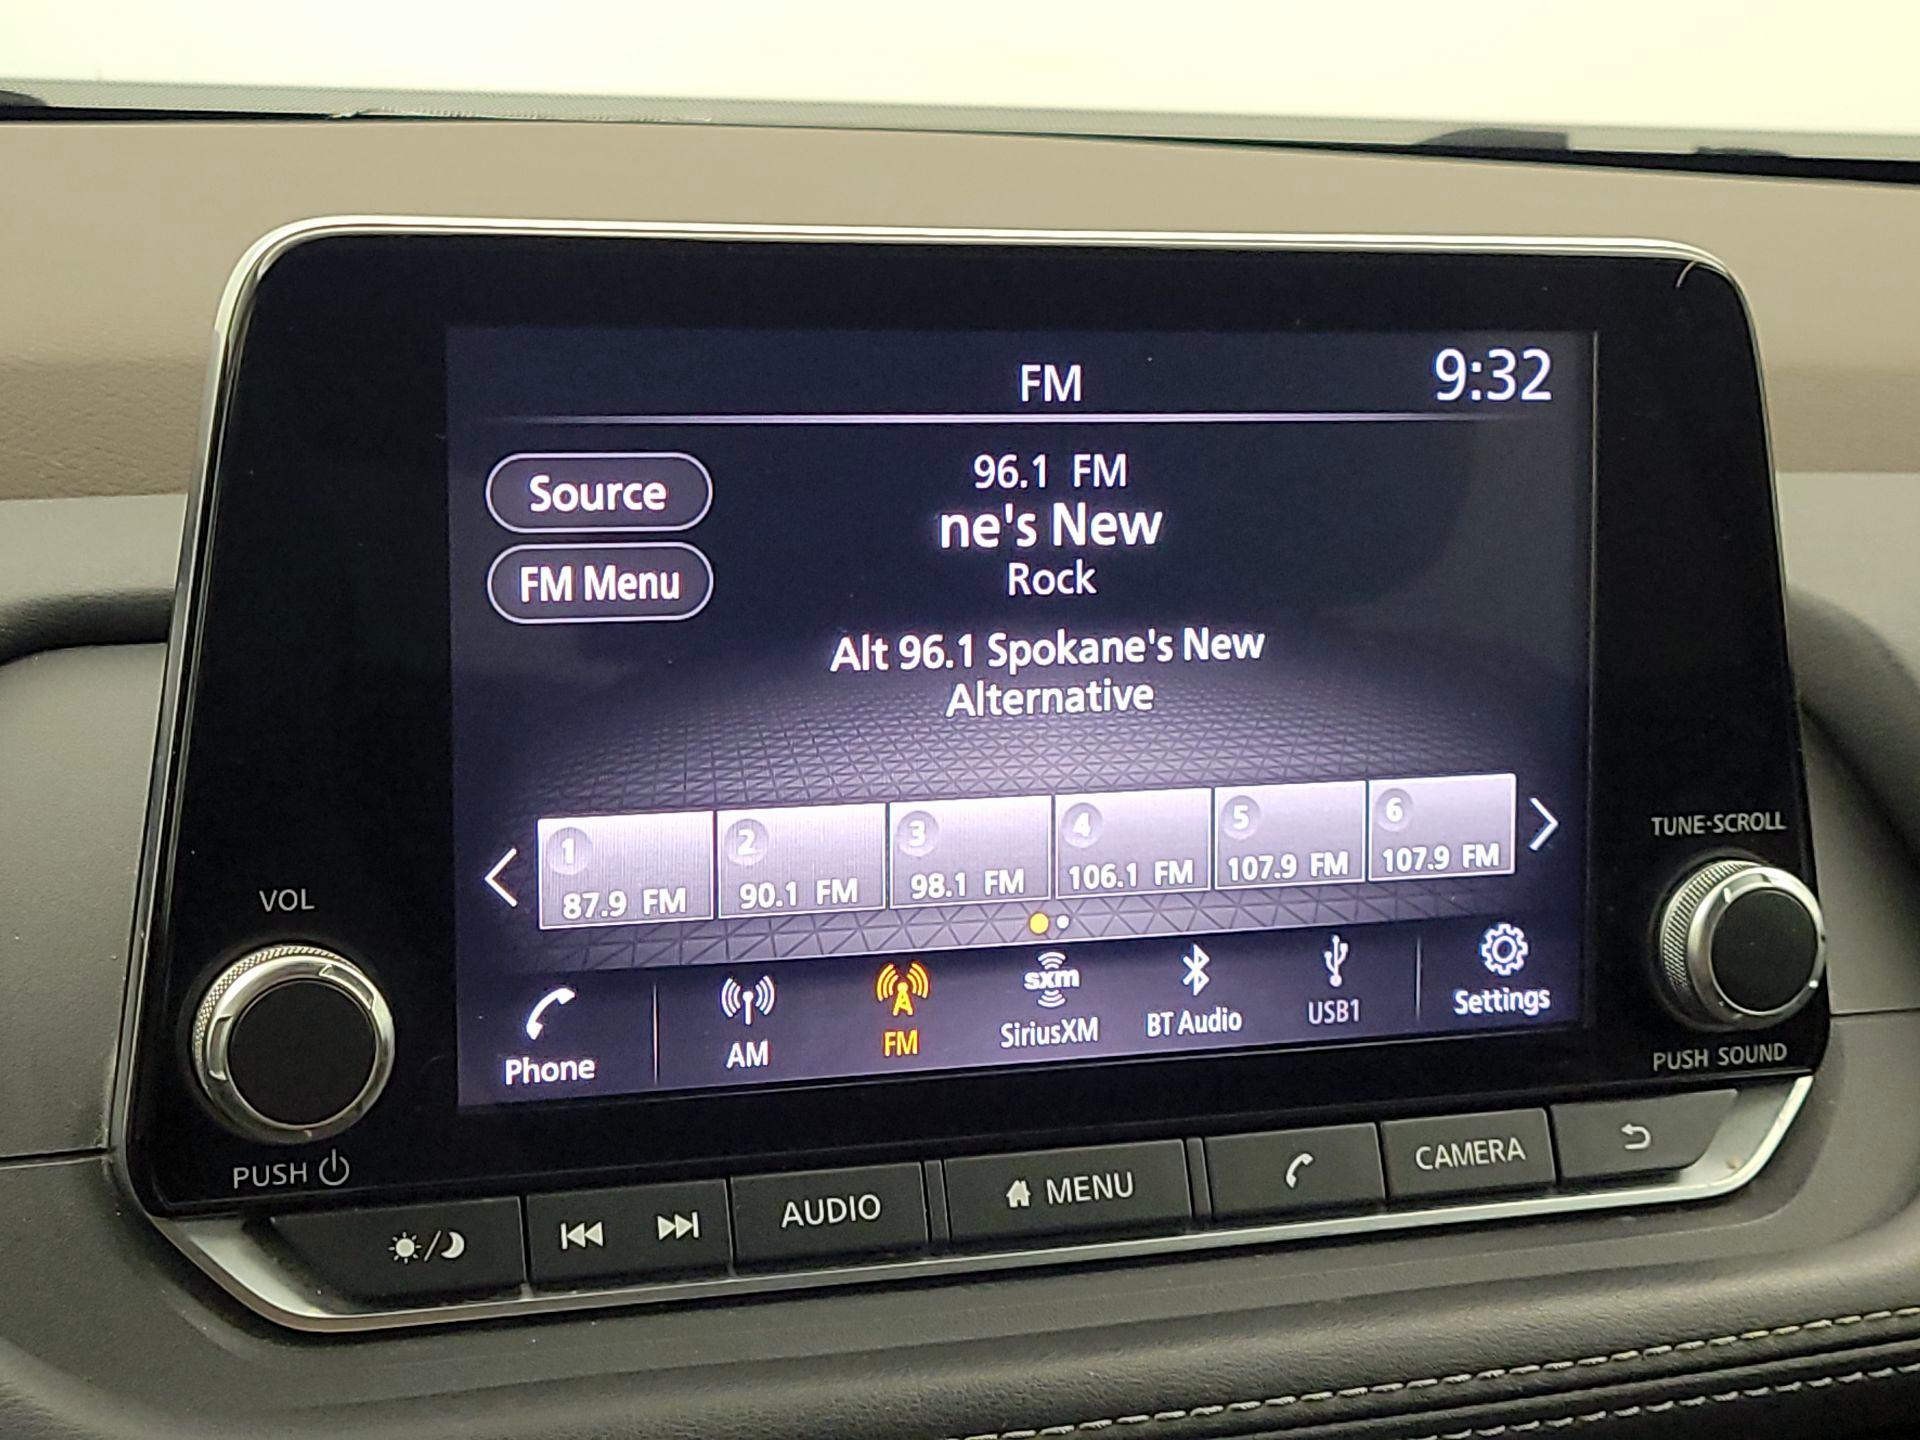 FM
9:32
Source
96.1 FM
ne's New
FM Menu
Rock
Alt 96.1 Spokane's New
Alternative
1
2
3
4
5
6
87.9 FM
90.1 FM
98.1 FM
106.1 FM
107.9 FM
107.9 FM
Phone
AM
FM
sxm
SiriusXM
BT Audio
USB1
Settings
VOL
PUSH
TUNE·SCROLL
PUSH SOUND
AUDIO
MENU
CAMERA